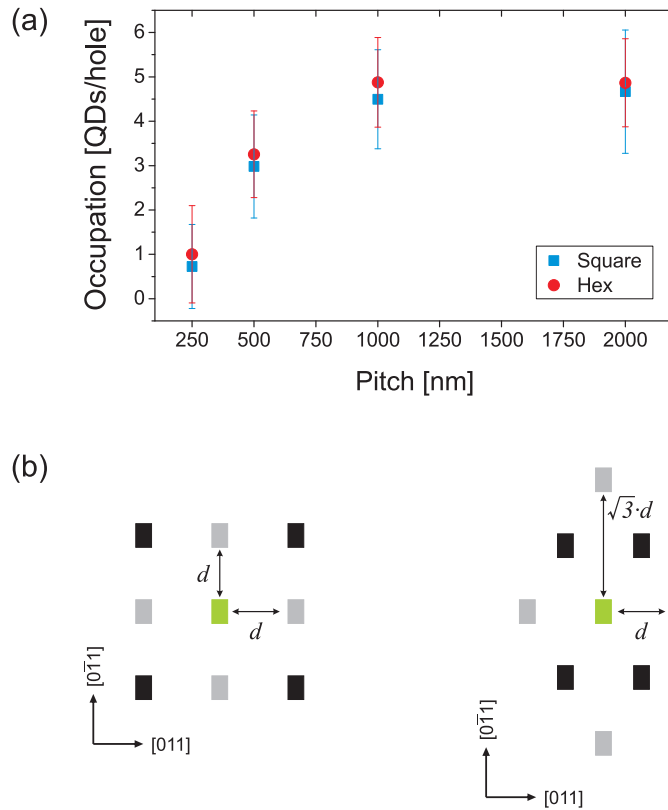 (a)
Occupation [QDs/hole]
6
5
4
3
2
1
0
Square
Hex
250 500 750 1000 1250 1500 1750 2000
Pitch [nm]
(b)
√3·d
d
d
d
[01̅1]
[011]
[01̅1]
[011]